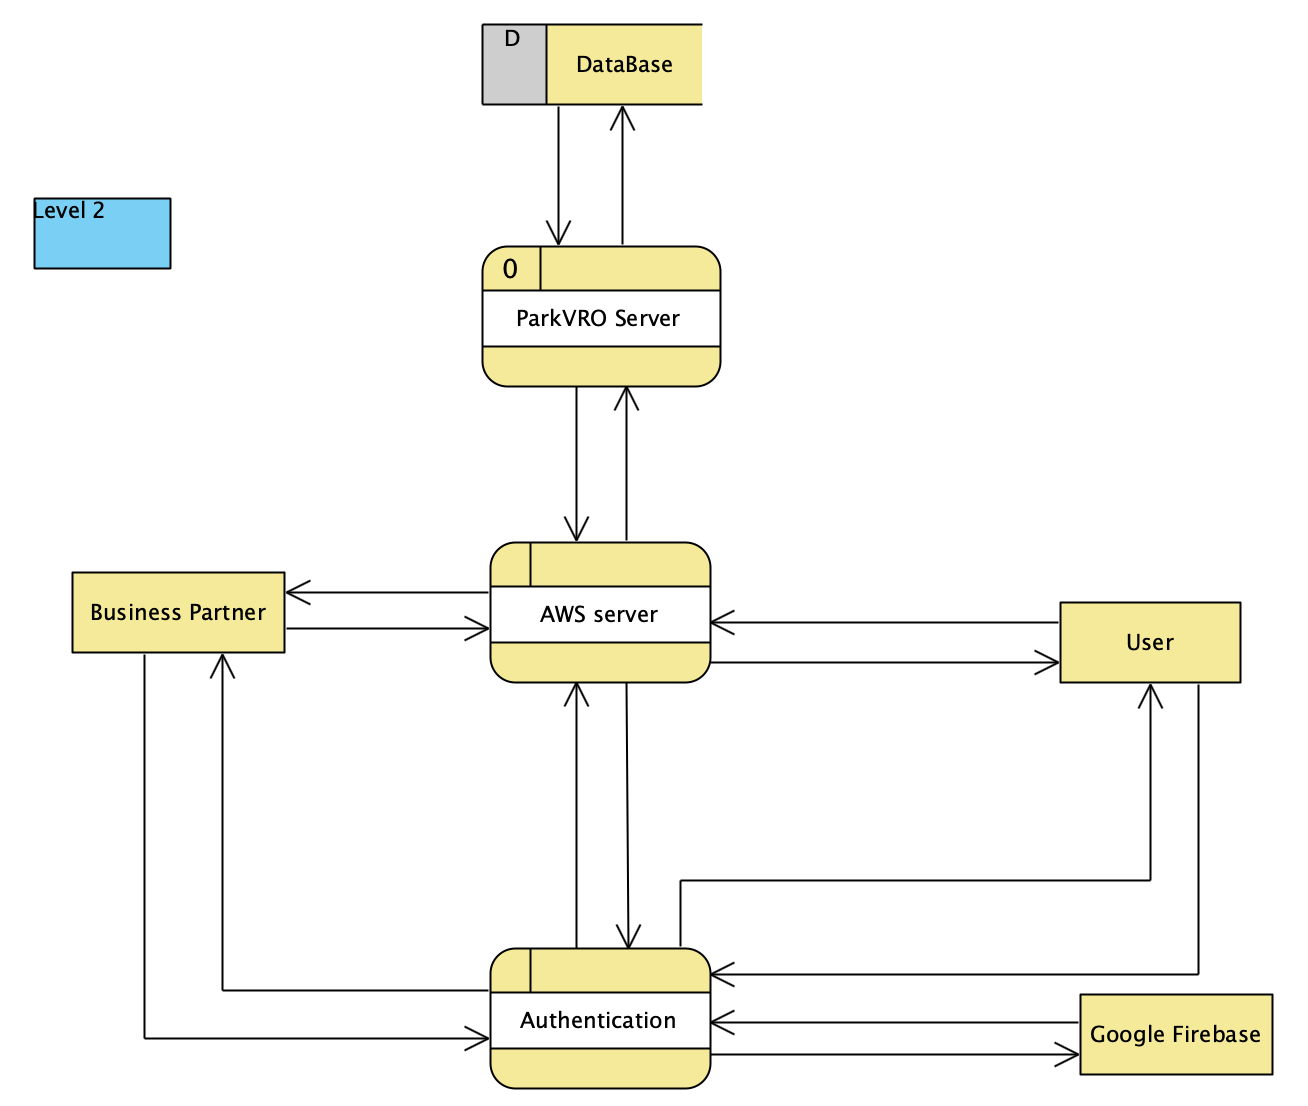 D
DataBase
Level 2
0
ParkVRO Server
AWS server
Business Partner
User
Authentication
Google Firebase